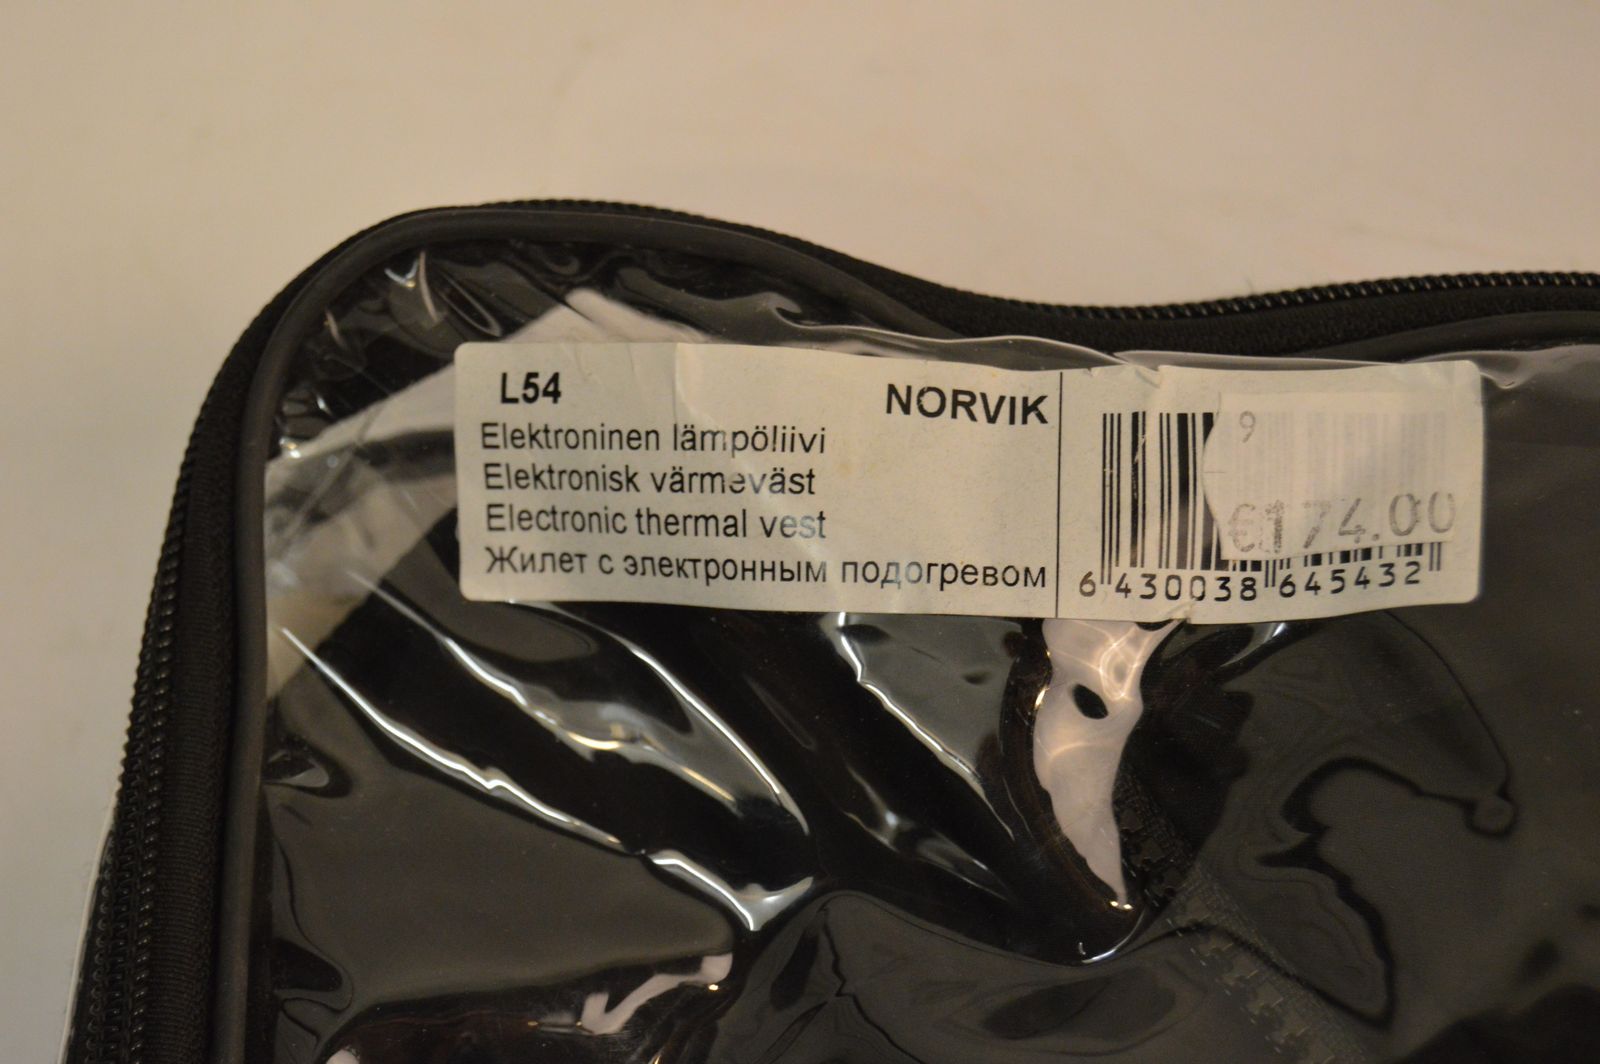 L54
NORVIK
Elektroninen lämpöliivi
Elektronisk värmeväst
Electronic thermal vest
Жилет с электронным подогревом
9
€174.00
6 430038 645432